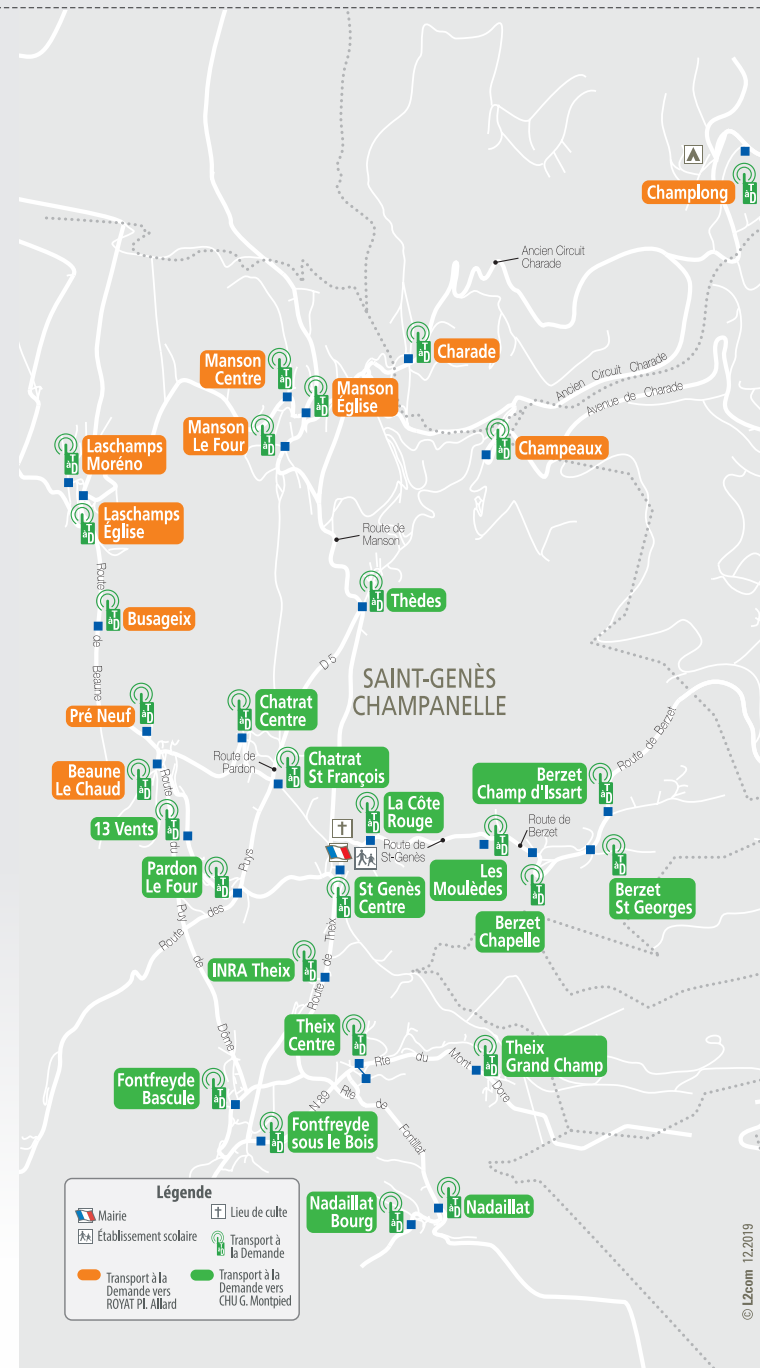 Champlong
Ancien Circuit
Charade
Charade
Manson
Centre
Manson
Église
Ancien Circuit Charade
Avenue de Charade
Manson
Le Four
Champeaux
Laschamps
Moréno
Laschamps
Église
Route de
Manson
Route de Beaune
Busageix
Thèdes
D 5
SAINT-GENÈS
CHAMPANELLE
Pré Neuf
Chatrat
Centre
Route de Berzet
Route de
Pardon
Chatrat
St François
Beaune
Le Chaud
Berzet
Champ d'Issart
La Côte
Rouge
13 Vents
Route du Puy de Dôme
Route de
St-Genès
Route de
Berzet
Pardon
Le Four
Les
Moulèdes
Berzet
St Georges
St Genès
Centre
Berzet
Chapelle
Route des Puys
INRA Theix
Route de Theix
Theix
Centre
Rte du Mont Dore
Theix
Grand Champ
Fontfreyde
Bascule
N 89
Rte de Fontfillat
Fontfreyde
sous le Bois
Nadaillat
Bourg
Nadaillat
Légende
Mairie
Lieu de culte
Établissement scolaire
Transport à
la Demande
Transport à la
Demande vers
ROYAT Pl. Allard
Transport à la
Demande vers
CHU G. Montpied
© L2com 12.2019